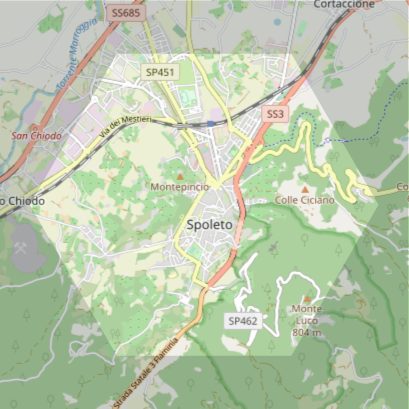 Cortaccione
SS685
Torrente Marroggia
SP451
Via dei Mestieri
SS3
San Chiodo
Montepincio
Colle Ciciano
Co
o Chiodo
Spoleto
SP462
Monte
Luco
804 m
Strada Statale 3 Flaminia